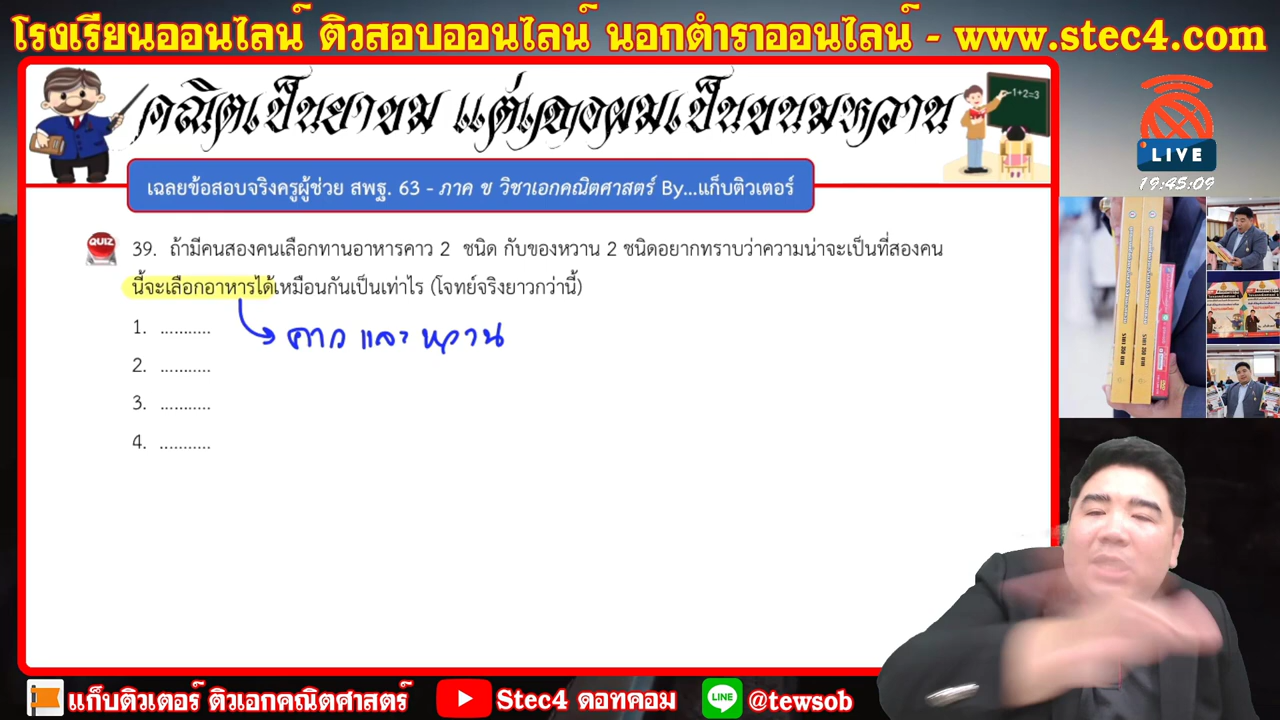 โรงเรียนออนไลน์ ติวสอบออนไลน์ นอกตำราออนไลน์ - www.stec4.com
คณิตเป็นยาขม แต่เคงผมเป็นขนมหวาน
1+2=3
LIVE
19:45:09
เฉลยข้อสอบจริงครูผู้ช่วย สพฐ. 63 - ภาค ข วิชาเอกคณิตศาสตร์ By...แก็บติวเตอร์
QUIZ
39. ถ้ามีคนสองคนเลือกทานอาหารคาว 2 ชนิด กับของหวาน 2 ชนิดอยากทราบว่าความน่าจะเป็นที่สองคน
นี้จะเลือกอาหารได้เหมือนกันเป็นเท่าไร (โจทย์จริงยาวกว่านี้)
1. ...........
คาว และ หวาน
2. ...........
3. ...........
4. ...........
แก็บติวเตอร์ ติวเอกคณิตศาสตร์
Stec4 ดอทคอม
LINE
@tewsob